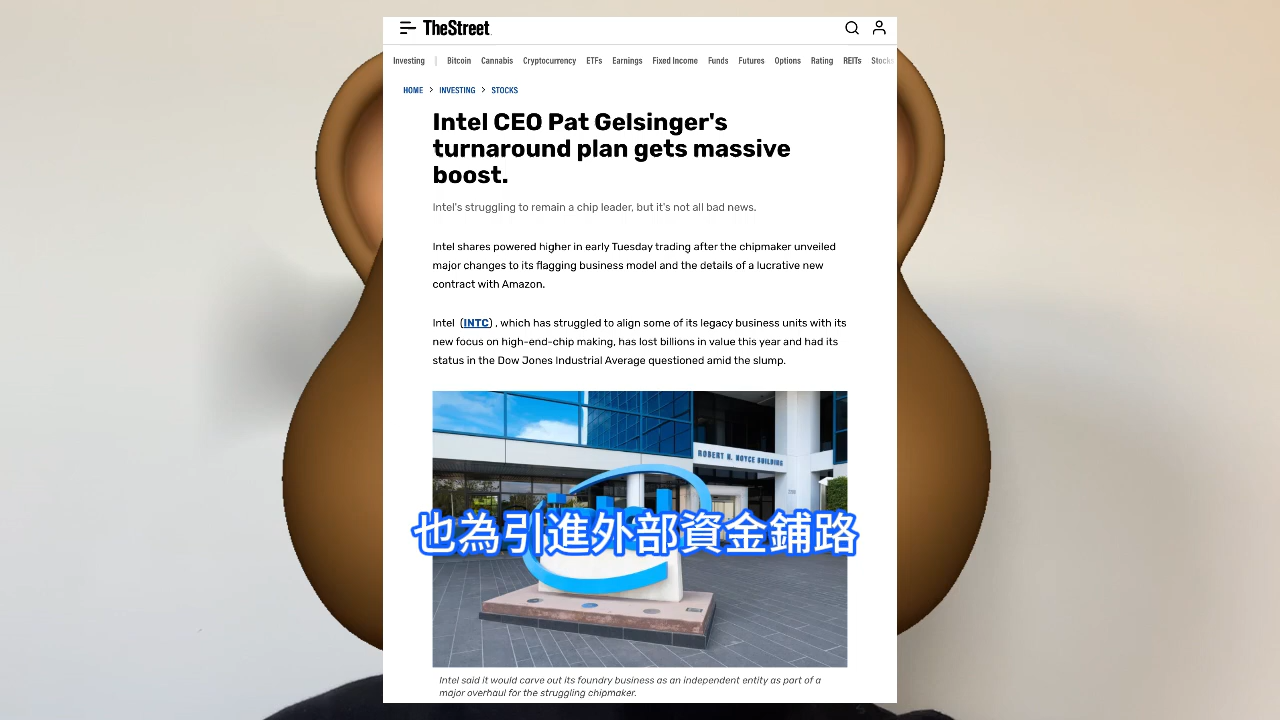 TheStreet
Investing | Bitcoin Cannabis Cryptocurrency ETFs Earnings Fixed Income Funds Futures Options Rating REITs Stocks
HOME > INVESTING > STOCKS
Intel CEO Pat Gelsinger's
turnaround plan gets massive
boost.
Intel's struggling to remain a chip leader, but it's not all bad news.
Intel shares powered higher in early Tuesday trading after the chipmaker unveiled
major changes to its flagging business model and the details of a lucrative new
contract with Amazon.
Intel (INTC) , which has struggled to align some of its legacy business units with its
new focus on high-end-chip making, has lost billions in value this year and had its
status in the Dow Jones Industrial Average questioned amid the slump.
ROBERT N. NOYCE BUILDING
也為引進外部資金鋪路
Intel said it would carve out its foundry business as an independent entity as part of a
major overhaul for the struggling chipmaker.